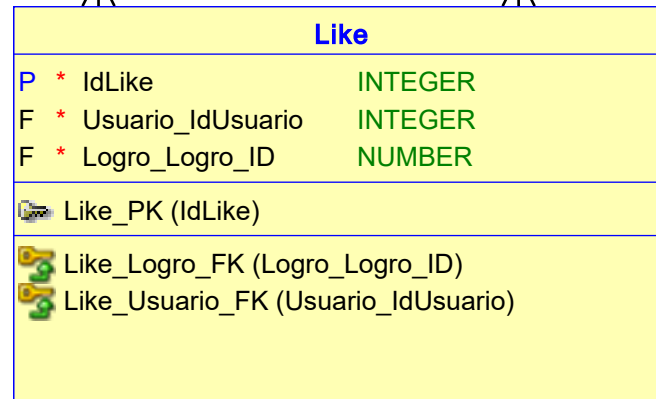 Like
P * IdLike INTEGER
F * Usuario_IdUsuario INTEGER
F * Logro_Logro_ID NUMBER
Like_PK (IdLike)
Like_Logro_FK (Logro_Logro_ID)
Like_Usuario_FK (Usuario_IdUsuario)